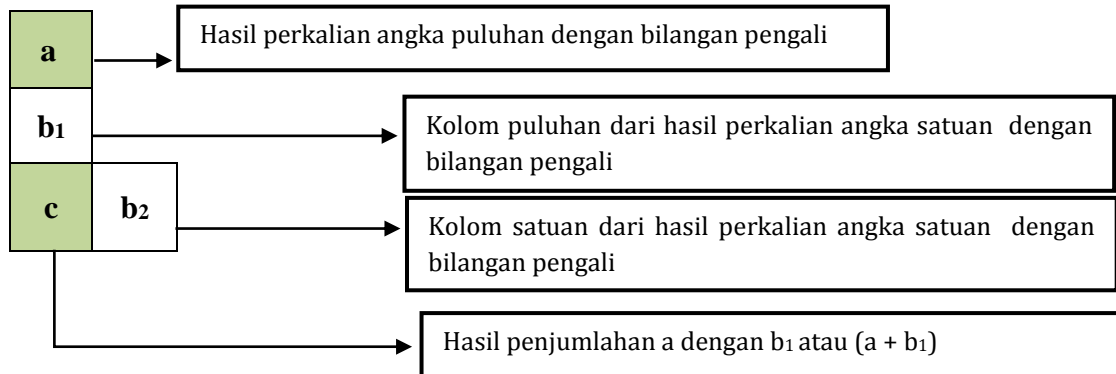 a
Hasil perkalian angka puluhan dengan bilangan pengali
b1
Kolom puluhan dari hasil perkalian angka satuan dengan
bilangan pengali
c
b2
Kolom satuan dari hasil perkalian angka satuan dengan
bilangan pengali
Hasil penjumlahan a dengan b1 atau (a + b1)